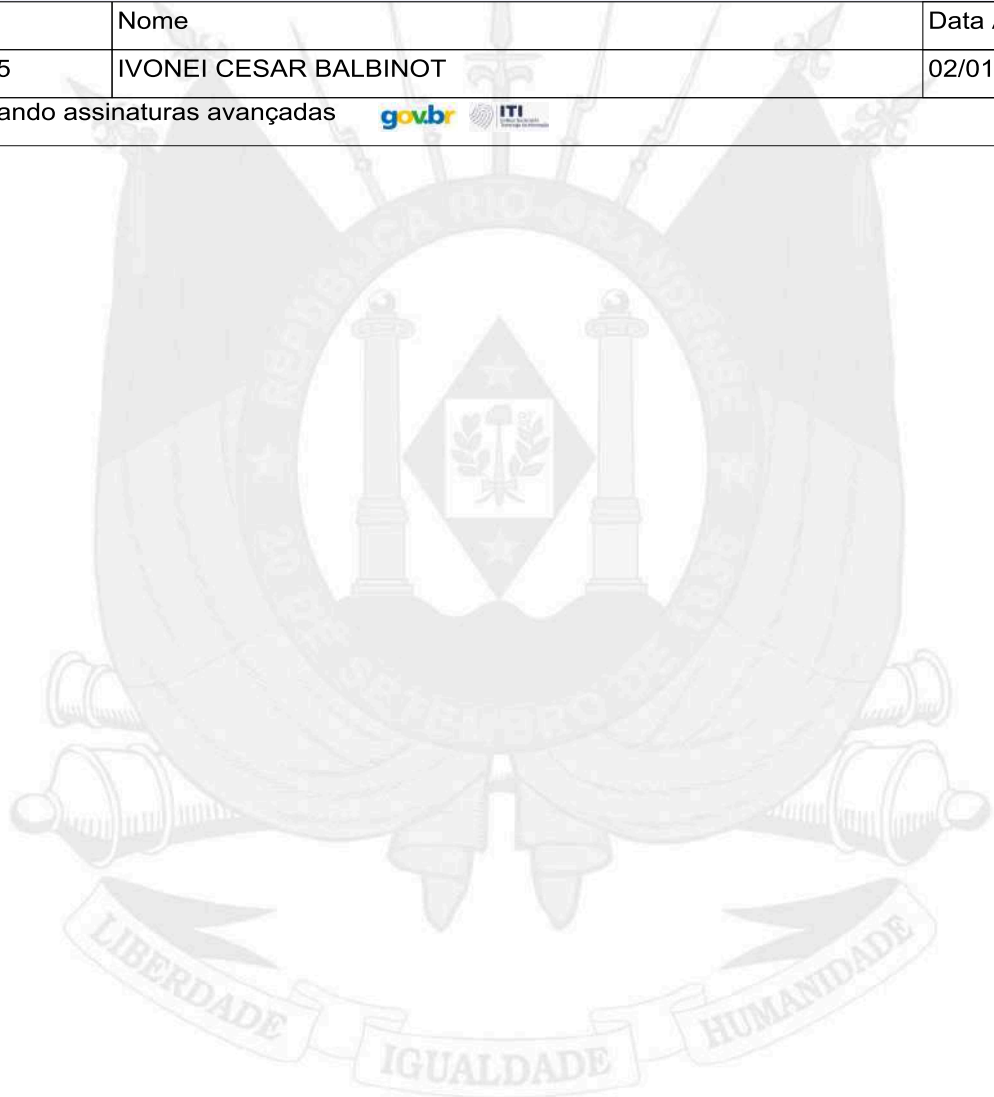 Nome Data
5 IVONEI CESAR BALBINOT 02/01
ando assinaturas avançadas gov.br ITI
REPÚBLICA RIO-GRANDENSE
20 DE SETEMBRO DE 1835
LIBERDADE IGUALDADE HUMANIDADE